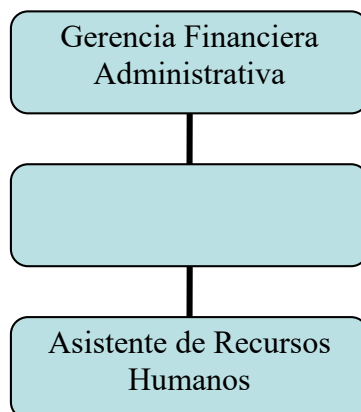 Gerencia Financiera
Administrativa
Asistente de Recursos
Humanos